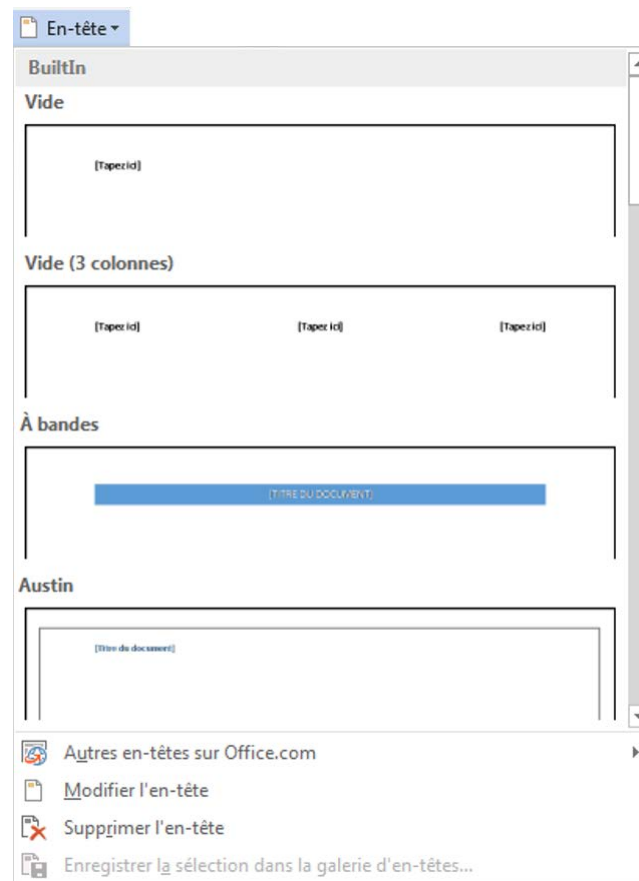 En-tête
BuiltIn
Vide
[Tapez ici]
Vide (3 colonnes)
[Tapez ici] [Tapez ici] [Tapez ici]
À bandes
[TITRE DU DOCUMENT]
Austin
[Titre du document]
Autres en-têtes sur Office.com
Modifier l'en-tête
Supprimer l'en-tête
Enregistrer la sélection dans la galerie d'en-têtes...